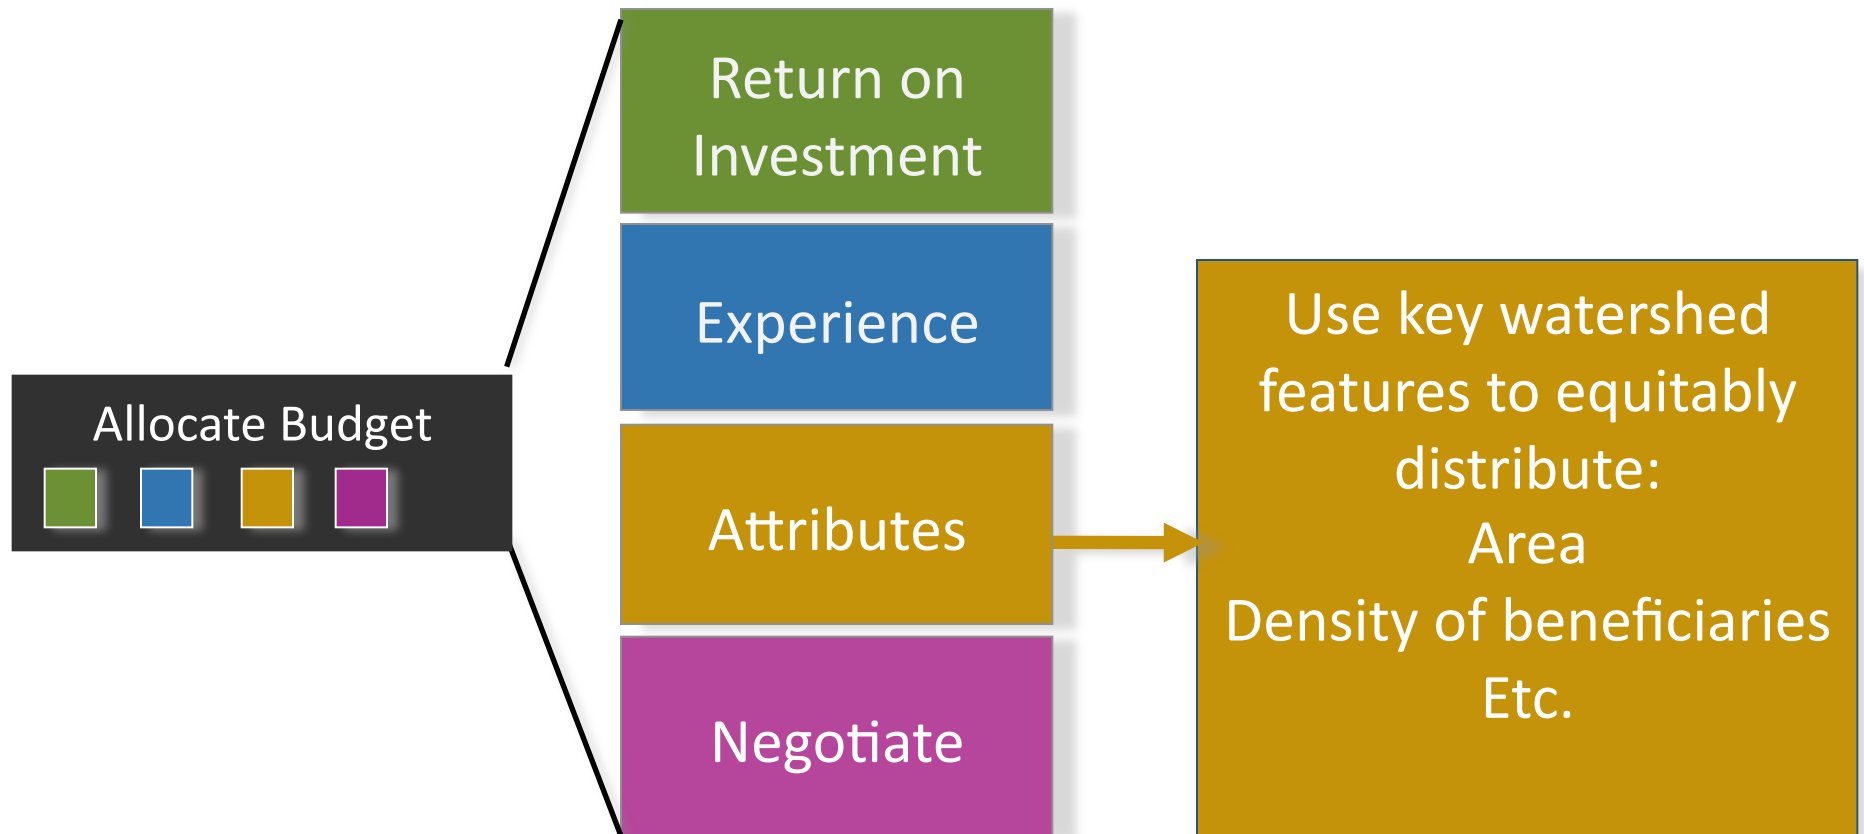 Allocate Budget
Return on
Investment
Experience
Attributes
Negotiate
Use key watershed
features to equitably
distribute:
Area
Density of beneficiaries
Etc.